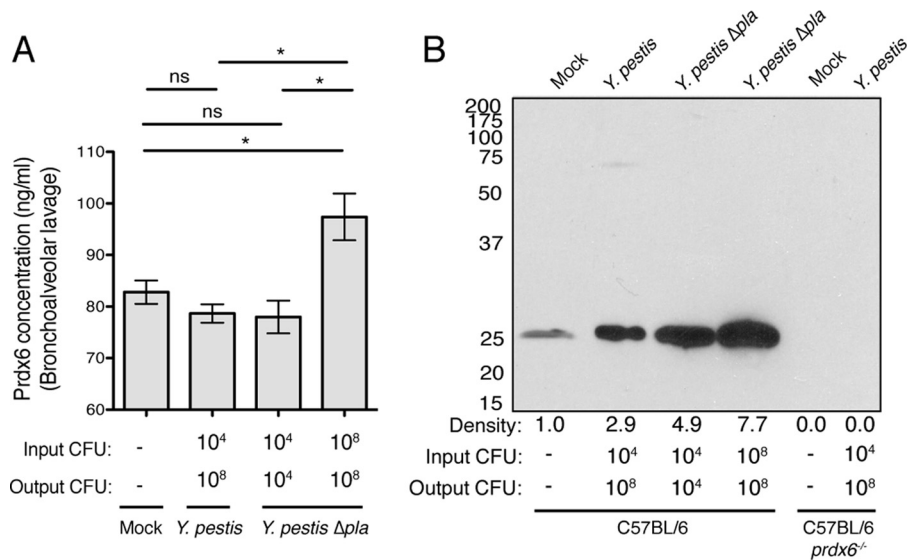 A
ns
*
ns
*
*
Prdx6 concentration (ng/ml)
(Bronchoalveolar lavage)
110
100
90
80
70
60
Input CFU: - 10⁴ 10⁴ 10⁸
Output CFU: - 10⁸ 10⁴ 10⁸
Mock Y. pestis Y. pestis Δpla
B
Mock Y. pestis Y. pestis Δpla Y. pestis Δpla Mock Y. pestis
200
175
100
75
50
37
25
20
15
Density: 1.0 2.9 4.9 7.7 0.0 0.0
Input CFU: - 10⁴ 10⁴ 10⁸ - 10⁴
Output CFU: - 10⁸ 10⁴ 10⁸ - 10⁸
C57BL/6 C57BL/6
prdx6⁻/⁻